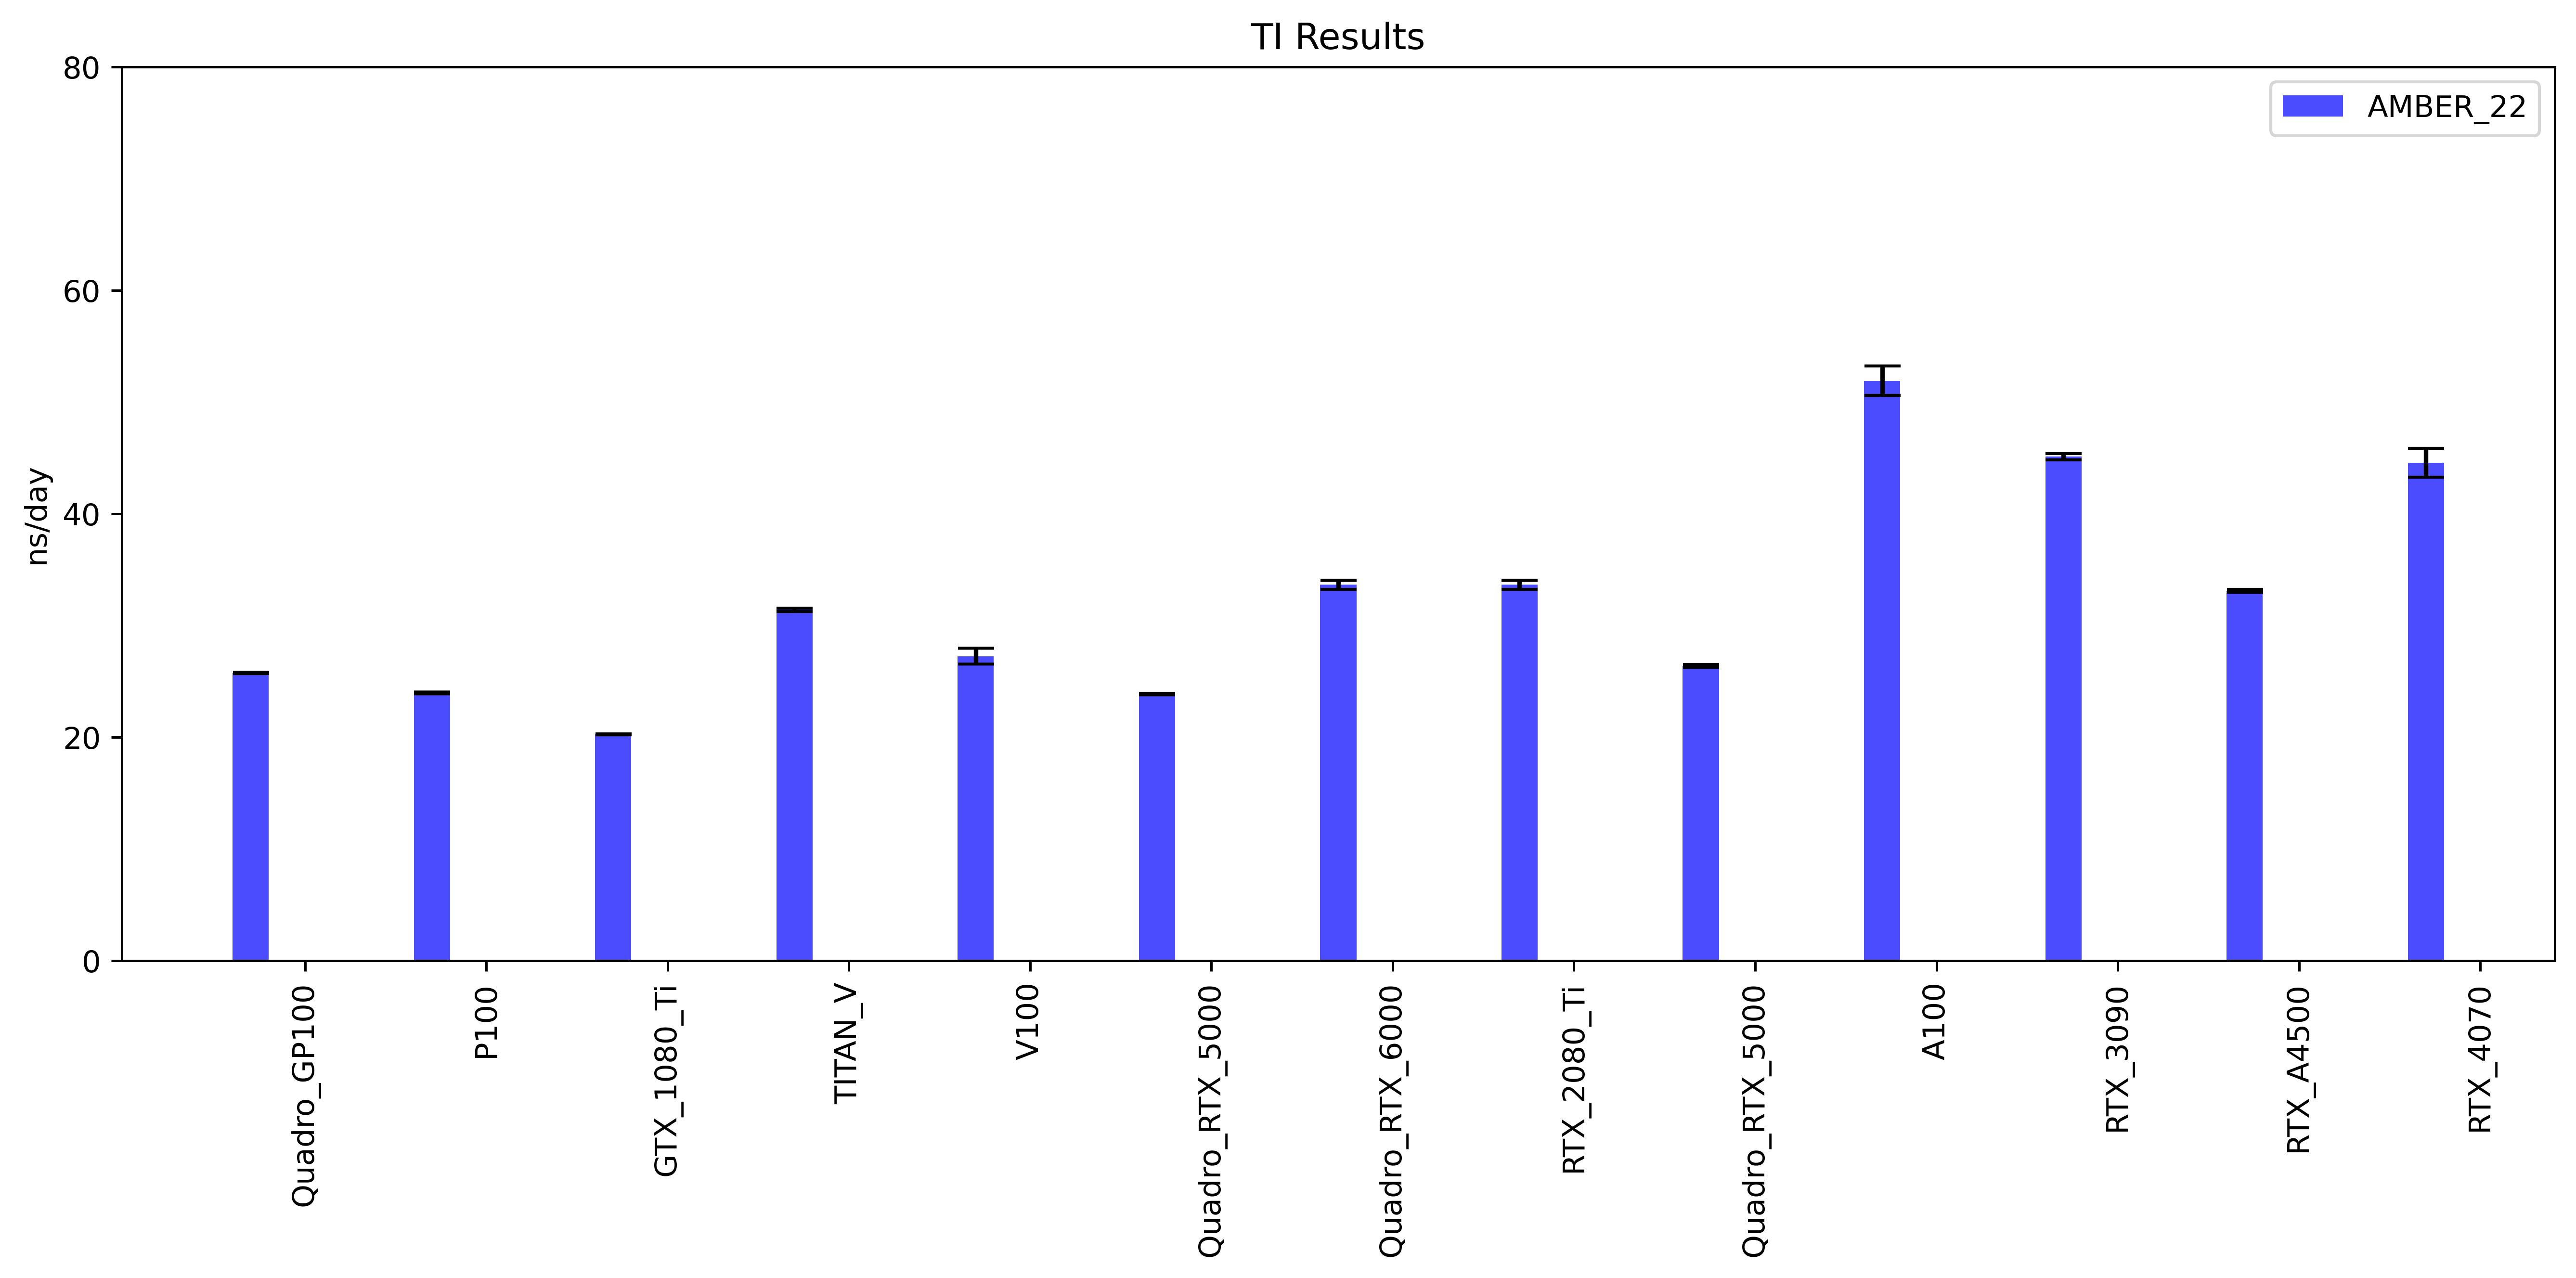 TI Results
AMBER_22
ns/day
80
60
40
20
0
Quadro_GP100
P100
GTX_1080_Ti
TITAN_V
V100
Quadro_RTX_5000
Quadro_RTX_6000
RTX_2080_Ti
Quadro_RTX_5000
A100
RTX_3090
RTX_A4500
RTX_4070